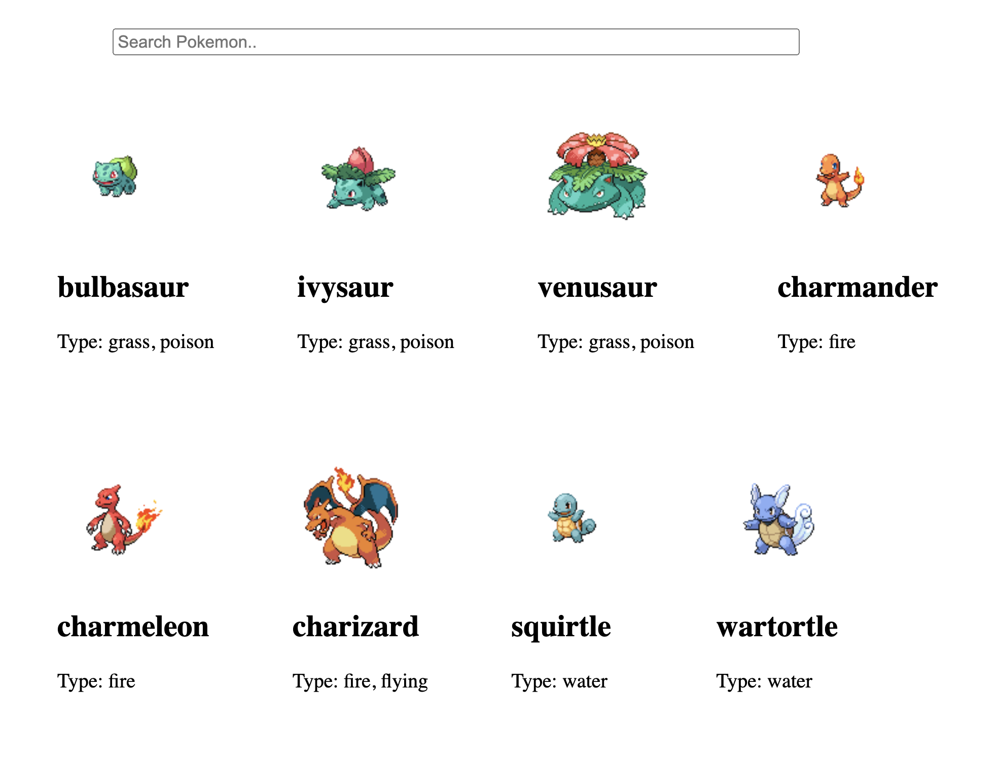 Search Pokemon..
bulbasaur
Type: grass, poison
ivysaur
Type: grass, poison
venusaur
Type: grass, poison
charmander
Type: fire
charmeleon
Type: fire
charizard
Type: fire, flying
squirtle
Type: water
wartortle
Type: water